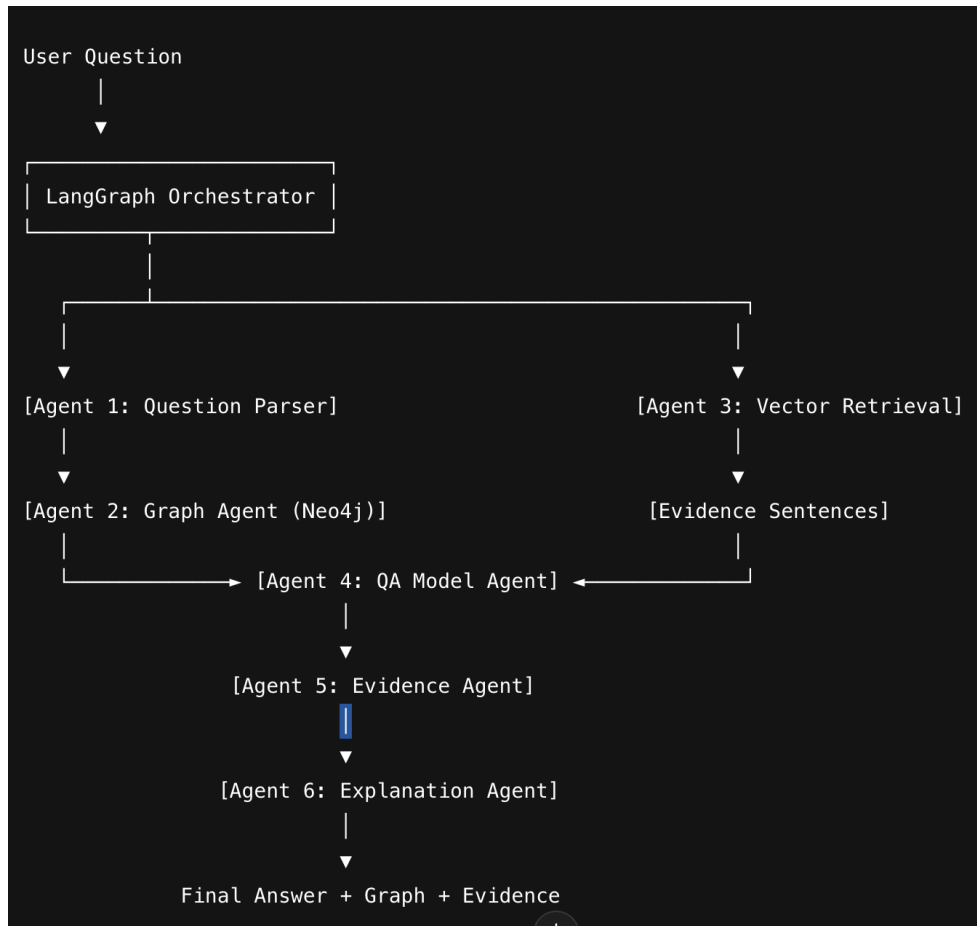 User Question
LangGraph Orchestrator
[Agent 1: Question Parser] [Agent 3: Vector Retrieval]
[Agent 2: Graph Agent (Neo4j)] [Evidence Sentences]
[Agent 4: QA Model Agent]
[Agent 5: Evidence Agent]
[Agent 6: Explanation Agent]
Final Answer + Graph + Evidence